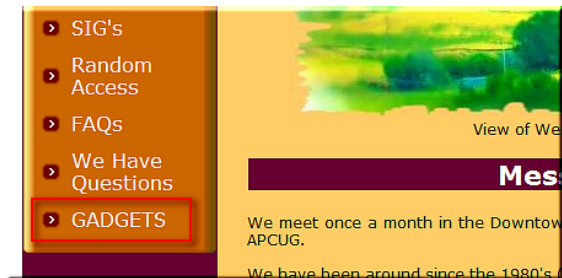 SIG's
Random
Access
FAQs
We Have
Questions
GADGETS
View of We
Mes
We meet once a month in the Downtow
APCUG.
We have been around since the 1980's